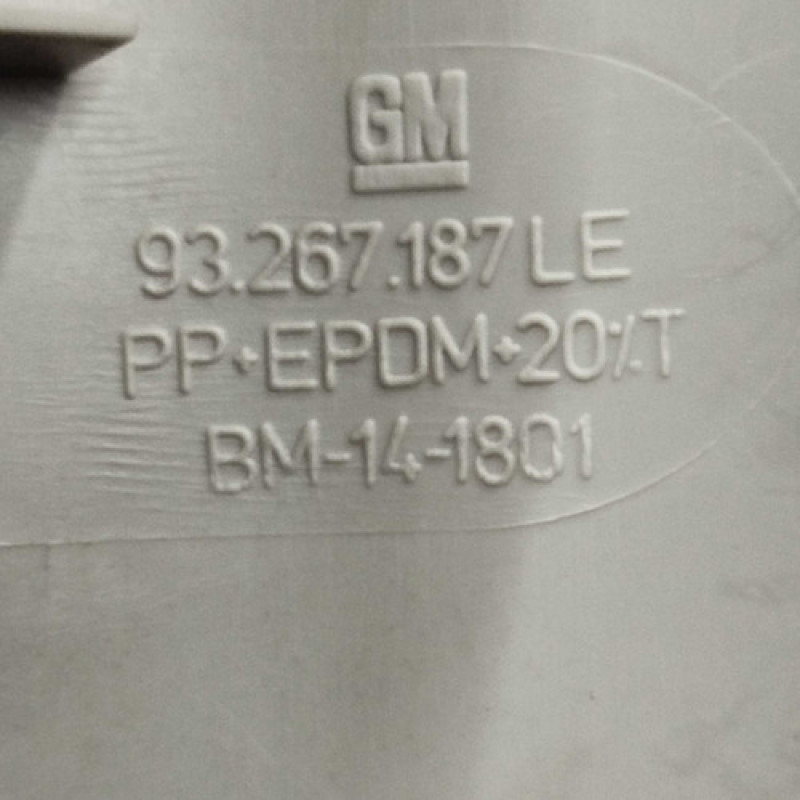 GM
93.267.187 LE
PP+EPDM+20%T
BM-14-1801